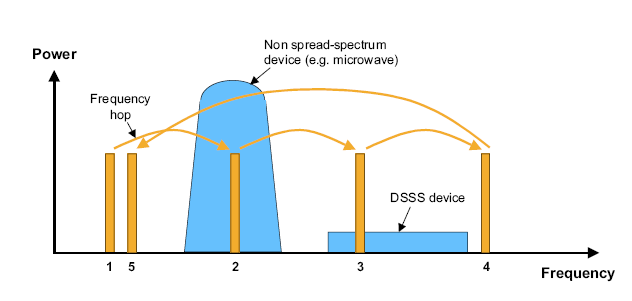 Non spread-spectrum
device (e.g. microwave)
Power
Frequency
hop
DSSS device
1 5 2 3 4
Frequency